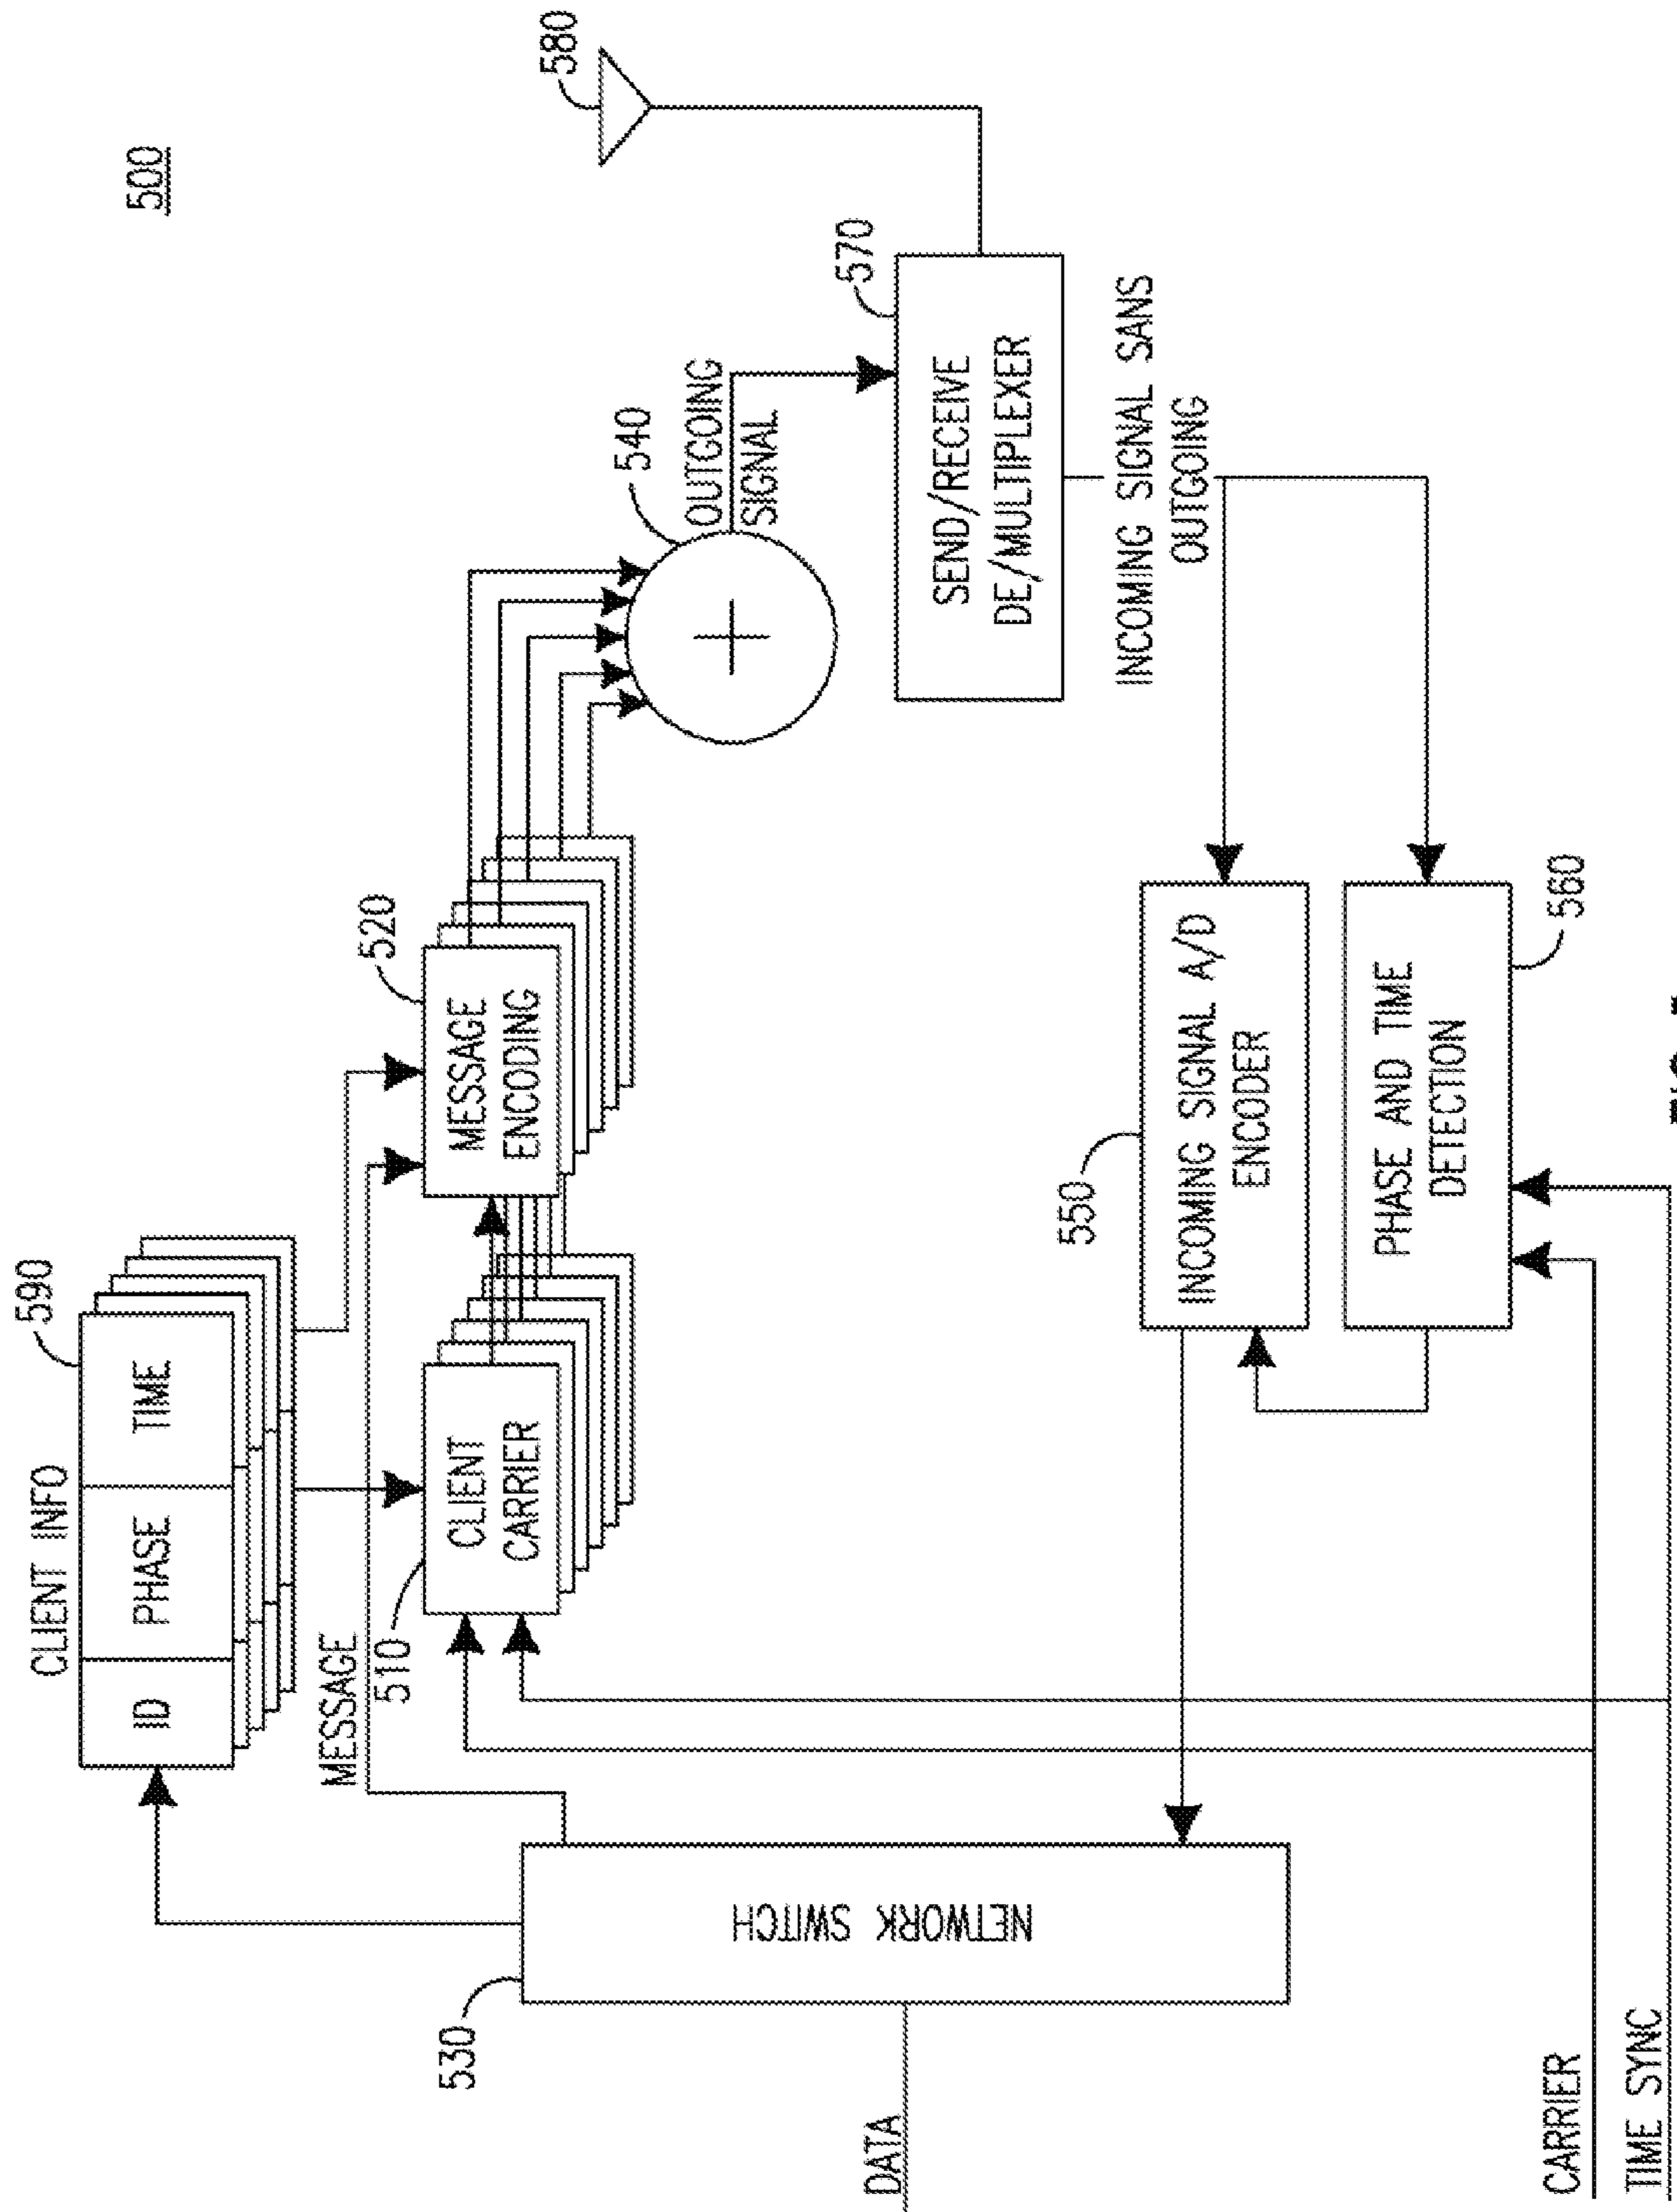 500
CLIENT INFO
590
ID
PHASE
TIME
MESSAGE
510
CLIENT
CARRIER
520
MESSAGE
ENCODING
540
OUTGOING
SIGNAL
580
570
SEND/RECEIVE
DE/MULTIPLEXER
INCOMING SIGNAL SANS
OUTGOING
530
NETWORK SWITCH
DATA
550
INCOMING SIGNAL A/D
ENCODER
PHASE AND TIME
DETECTION
560
CARRIER
TIME SYNC